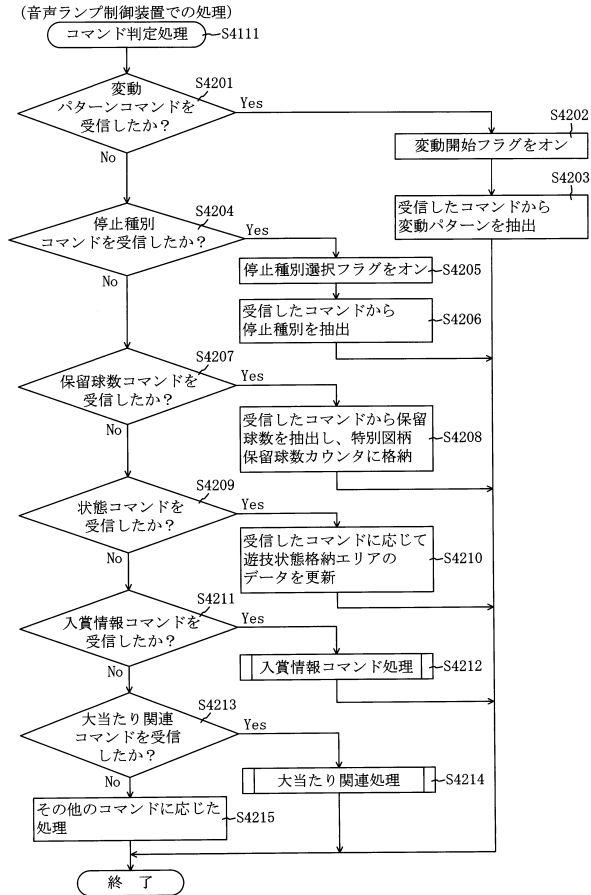 (音声ランプ制御装置での処理)
コマンド判定処理
S4111
変動
パターンコマンドを
受信したか?
S4201
Yes
No
S4202
変動開始フラグをオン
S4203
受信したコマンドから
変動パターンを抽出
停止種別
コマンドを受信したか?
S4204
Yes
No
停止種別選択フラグをオン
S4205
受信したコマンドから
停止種別を抽出
S4206
保留球数コマンドを
受信したか?
S4207
Yes
No
受信したコマンドから保留
球数を抽出し、特別図柄
保留球数カウンタに格納
S4208
状態コマンドを
受信したか?
S4209
Yes
No
受信したコマンドに応じて
遊技状態格納エリアの
データを更新
S4210
入賞情報コマンドを
受信したか?
S4211
Yes
No
入賞情報コマンド処理
S4212
大当たり関連
コマンドを受信
したか?
S4213
Yes
No
大当たり関連処理
S4214
その他のコマンドに応じた
処理
S4215
終 了